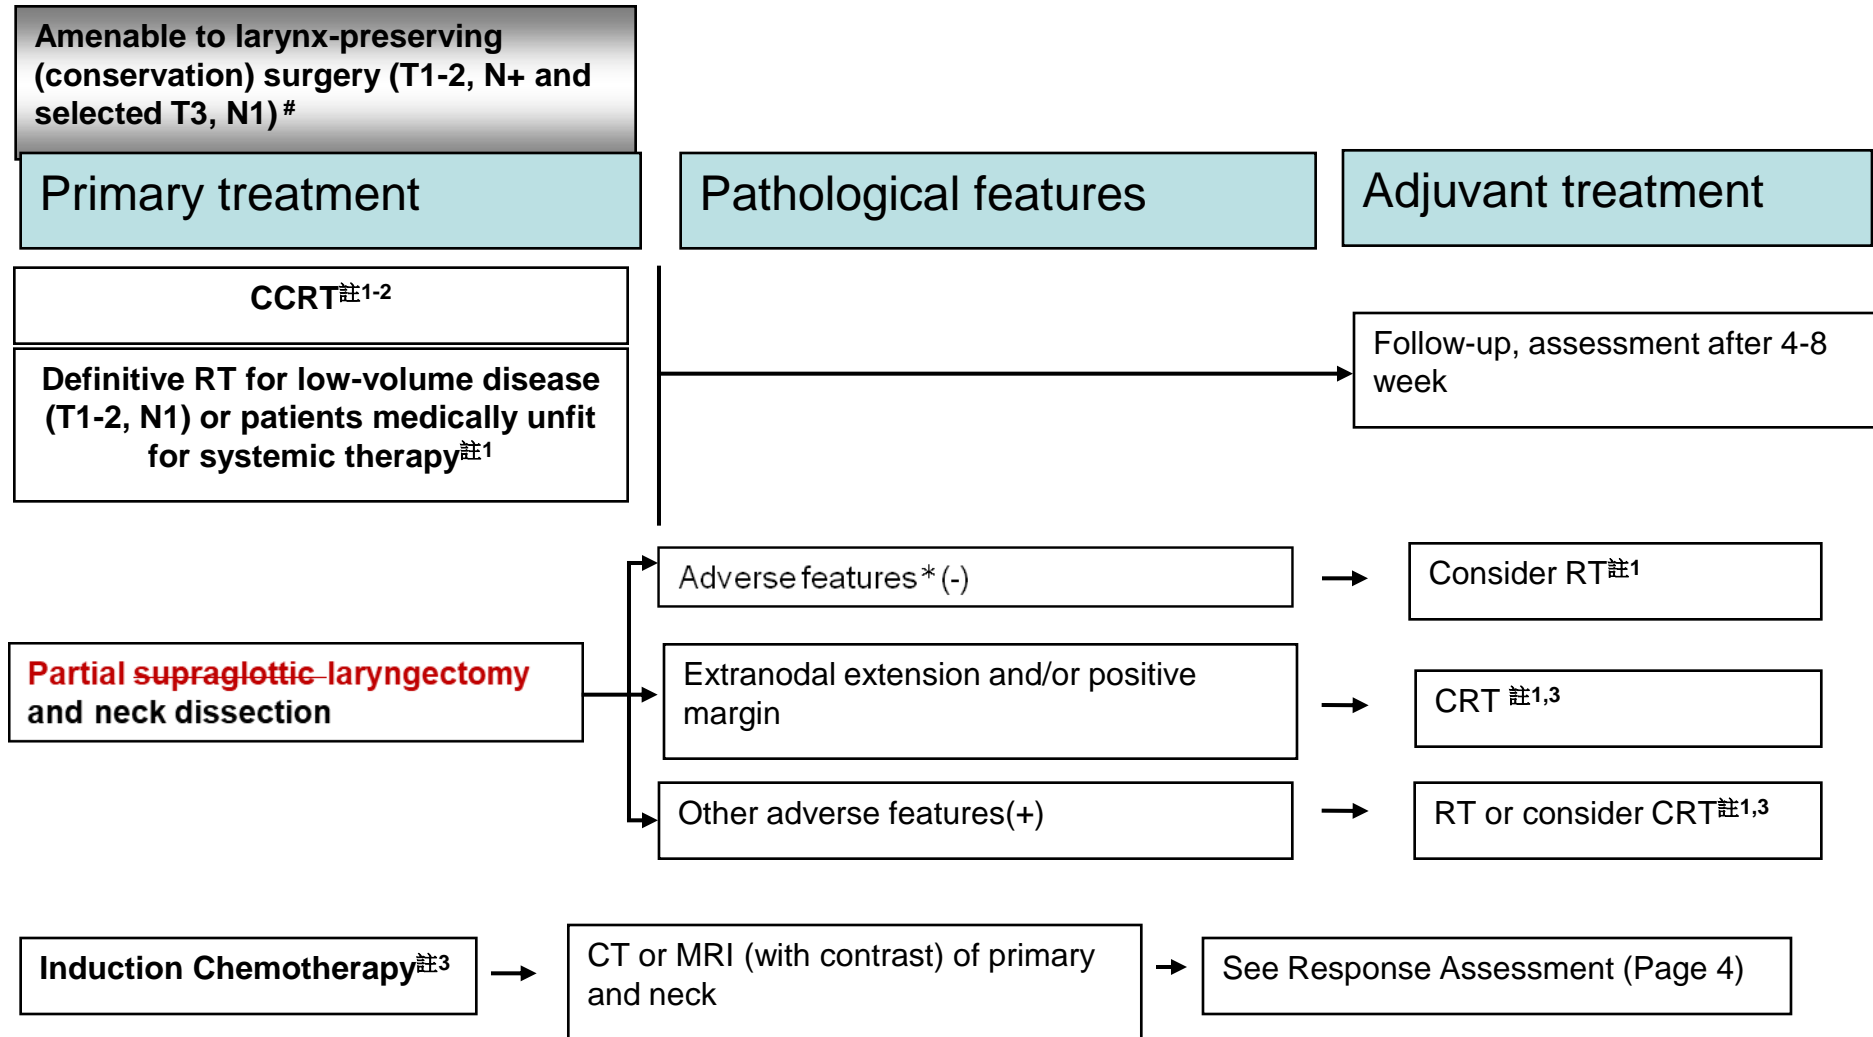 Amenable to larynx-preserving
(conservation) surgery (T1-2, N+ and
selected T3, N1) #
Primary treatment
Pathological features
Adjuvant treatment
CCRT註1-2
Definitive RT for low-volume disease
(T1-2, N1) or patients medically unfit
for systemic therapy註1
Follow-up, assessment after 4-8
week
Adverse features* (-)
Consider RT註1
Partial supraglottic laryngectomy
and neck dissection
Extranodal extension and/or positive
margin
CRT 註1,3
Other adverse features(+)
RT or consider CRT註1,3
Induction Chemotherapy註3
CT or MRI (with contrast) of primary
and neck
See Response Assessment (Page 4)